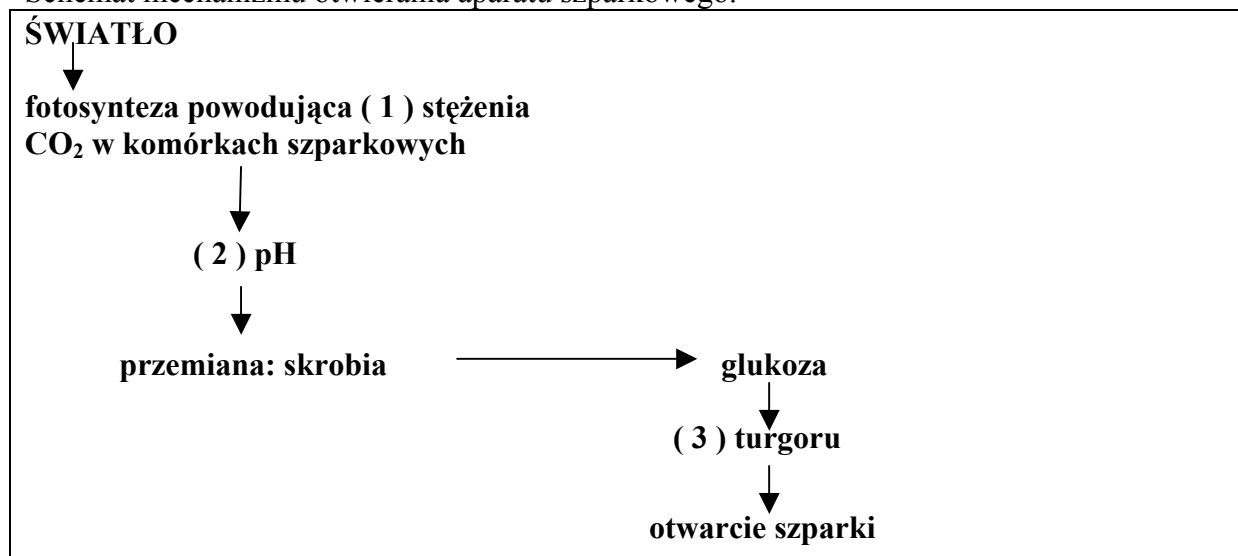 Schemat mechanizmu otwierania aparatu szparkowego.
ŚWIATŁO
fotosynteza powodująca ( 1 ) stężenia
CO₂ w komórkach szparkowych
( 2 ) pH
przemiana: skrobia glukoza
( 3 ) turgoru
otwarcie szparki